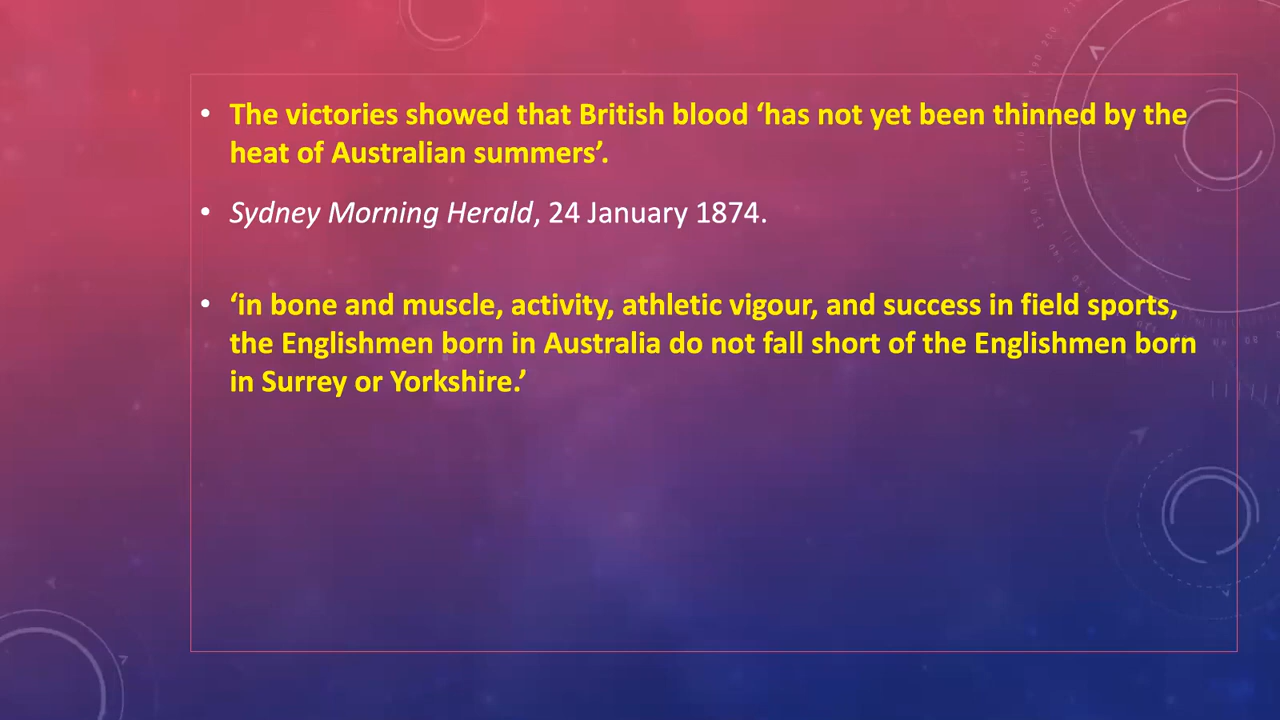 • The victories showed that British blood ‘has not yet been thinned by the
heat of Australian summers’.
• Sydney Morning Herald, 24 January 1874.
• ‘in bone and muscle, activity, athletic vigour, and success in field sports,
the Englishmen born in Australia do not fall short of the Englishmen born
in Surrey or Yorkshire.’